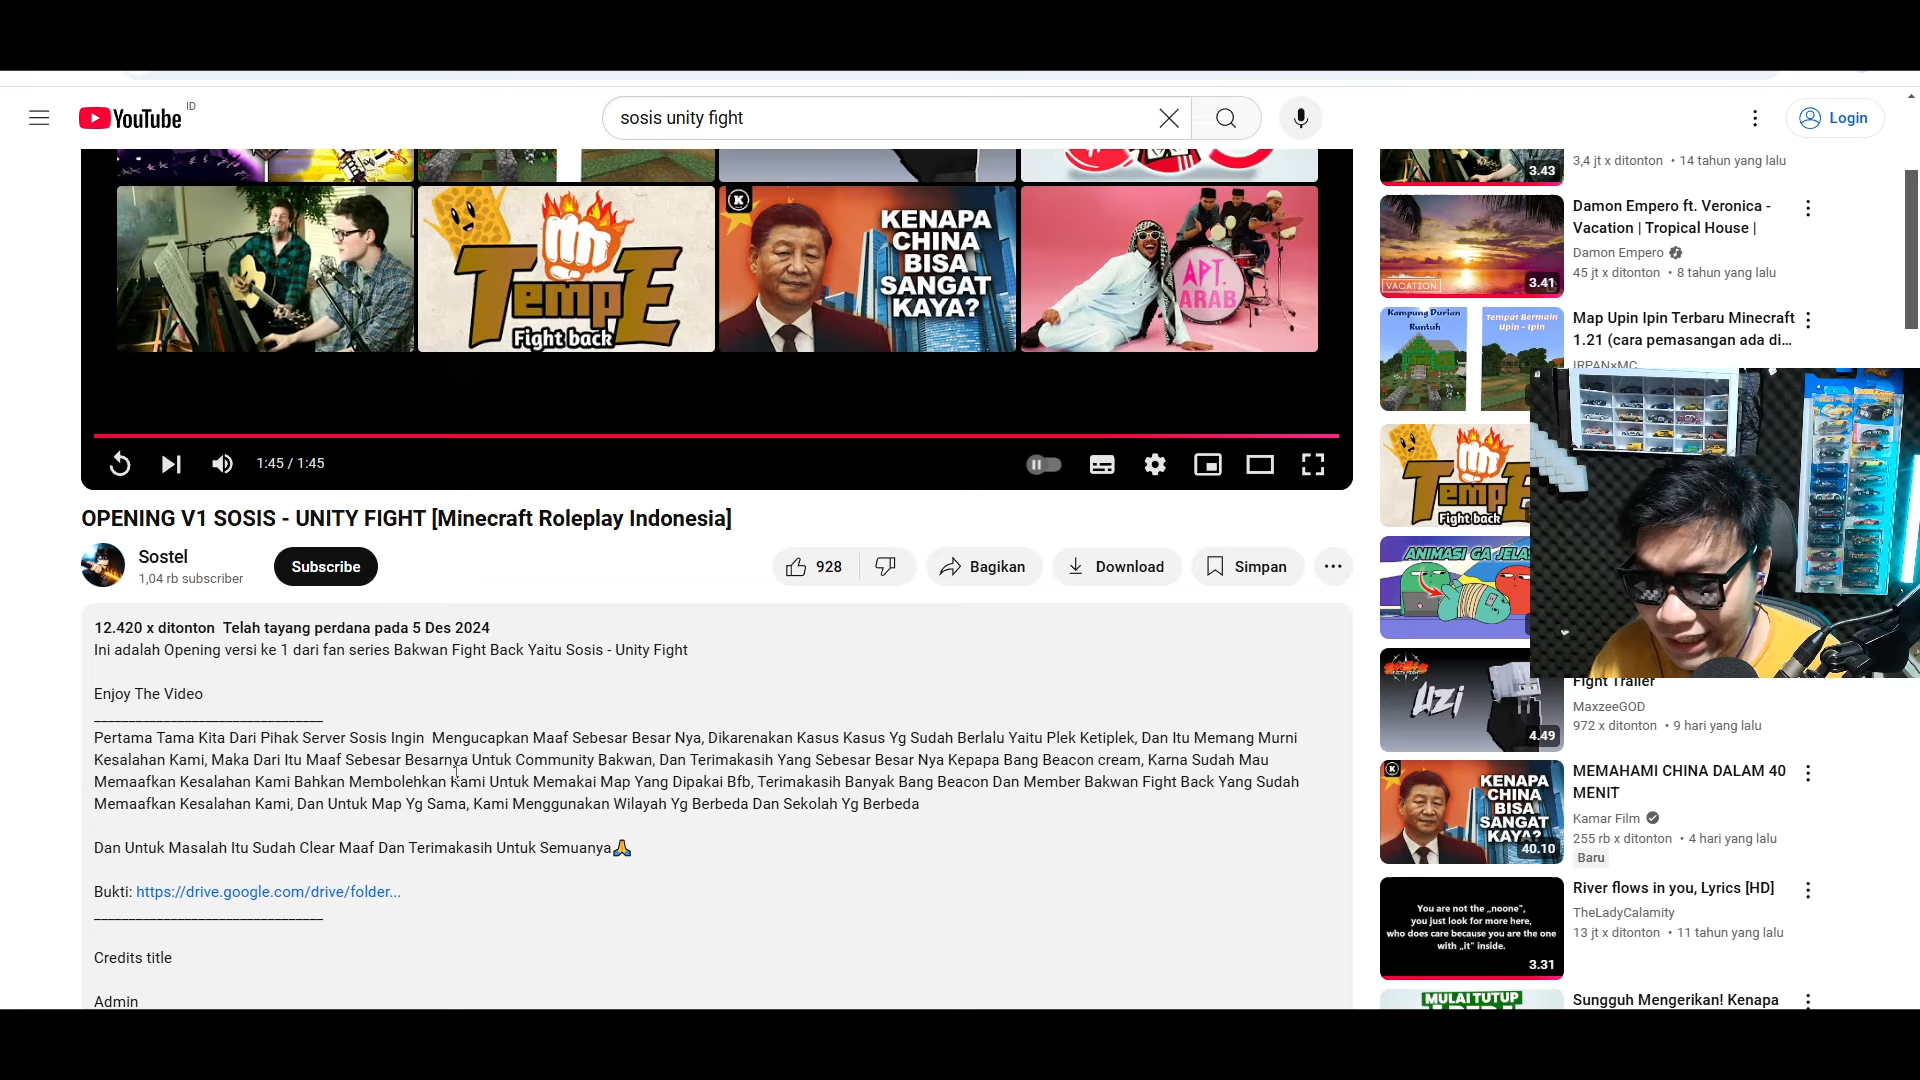 YouTube ID
sosis unity fight
Login
KENAPA
CHINA
BISA
SANGAT
KAYA?
TempE
Fight back
APT.
ARAB
1:45 / 1:45
OPENING V1 SOSIS - UNITY FIGHT [Minecraft Roleplay Indonesia]
Sostel
1,04 rb subscriber
Subscribe
928
Bagikan
Download
Simpan
12.420 x ditonton Telah tayang perdana pada 5 Des 2024
Ini adalah Opening versi ke 1 dari fan series Bakwan Fight Back Yaitu Sosis - Unity Fight
Enjoy The Video
Pertama Tama Kita Dari Pihak Server Sosis Ingin Mengucapkan Maaf Sebesar Besar Nya, Dikarenakan Kasus Kasus Yg Sudah Berlalu Yaitu Plek Ketiplek, Dan Itu Memang Murni
Kesalahan Kami, Maka Dari Itu Maaf Sebesar Besarnya Untuk Community Bakwan, Dan Terimakasih Yang Sebesar Besar Nya Kepapa Bang Beacon cream, Karna Sudah Mau
Memaafkan Kesalahan Kami Bahkan Membolehkan Kami Untuk Memakai Map Yang Dipakai Bfb, Terimakasih Banyak Bang Beacon Dan Member Bakwan Fight Back Yang Sudah
Memaafkan Kesalahan Kami, Dan Untuk Map Yg Sama, Kami Menggunakan Wilayah Yg Berbeda Dan Sekolah Yg Berbeda
Dan Untuk Masalah Itu Sudah Clear Maaf Dan Terimakasih Untuk Semuanya🙏
Bukti: https://drive.google.com/drive/folder...
Credits title
Admin
3.43
3,4 jt x ditonton • 14 tahun yang lalu
VACATION
3.41
Damon Empero ft. Veronica -
Vacation | Tropical House |
Damon Empero
45 jt x ditonton • 8 tahun yang lalu
Kampung Durian
Runtuh
Tempat Bermain
Upin - Ipin
Map Upin Ipin Terbaru Minecraft
1.21 (cara pemasangan ada di...
IRPANxMC
TempE
Fight back
ANIMASI GA JELA
SOSIS
UZI
4.49
Fight Trailer
MaxzeeGOD
972 x ditonton • 9 hari yang lalu
KENAPA
CHINA
BISA
SANGAT
KAYA?
40.10
MEMAHAMI CHINA DALAM 40
MENIT
Kamar Film
255 rb x ditonton • 4 hari yang lalu
Baru
You are not the „noone",
you just look for more here,
who does care because you are the one
with „it" inside.
3.31
River flows in you, Lyrics [HD]
TheLadyCalamity
13 jt x ditonton • 11 tahun yang lalu
MULAI TUTUP
Sungguh Mengerikan! Kenapa